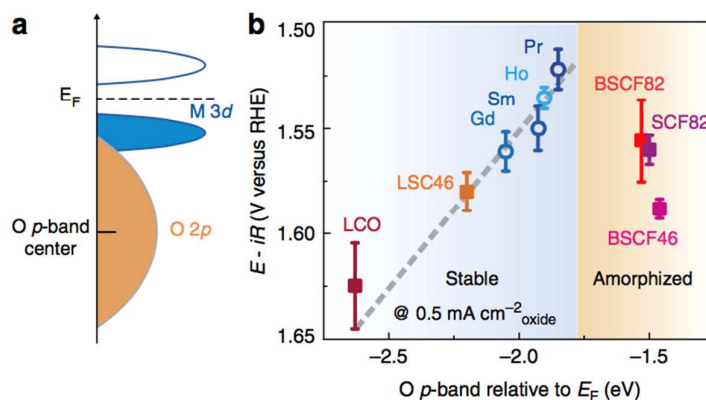 a
E_F
M 3d
O p-band
center
O 2p
b
E - iR (V versus RHE)
1.50
1.55
1.60
1.65
Pr
Ho
Sm
Gd
LSC46
LCO
BSCF82
SCF82
BSCF46
Stable
Amorphized
@ 0.5 mA cm⁻²oxide
−2.5
−2.0
−1.5
O p-band relative to E_F (eV)